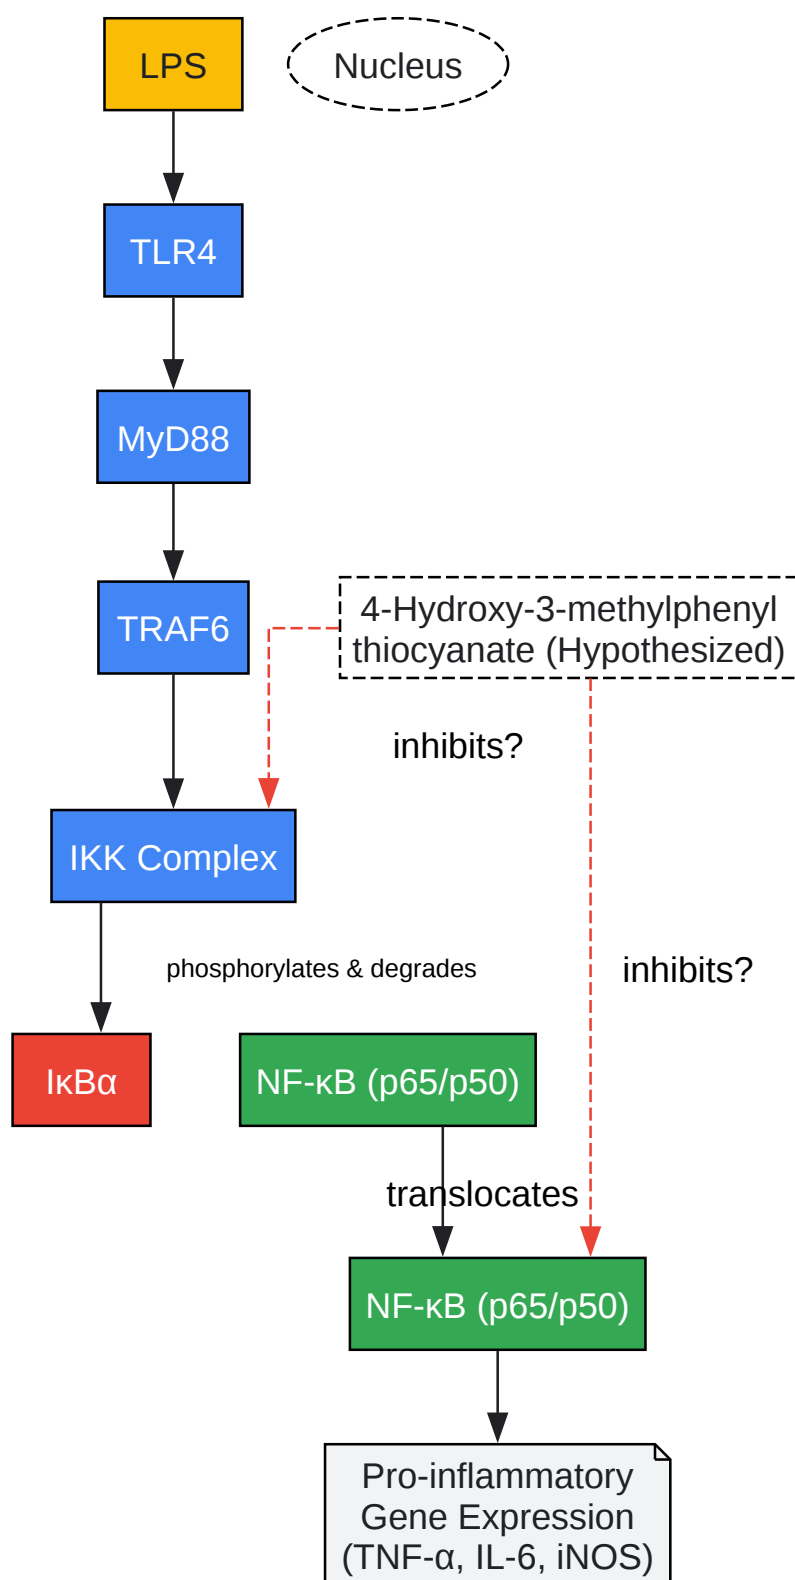 LPS
Nucleus
TLR4
MyD88
TRAF6
4-Hydroxy-3-methylphenyl
thiocyanate (Hypothesized)
inhibits?
IKK Complex
phosphorylates & degrades
inhibits?
IκBα
NF-κB (p65/p50)
translocates
NF-κB (p65/p50)
Pro-inflammatory
Gene Expression
(TNF-α, IL-6, iNOS)